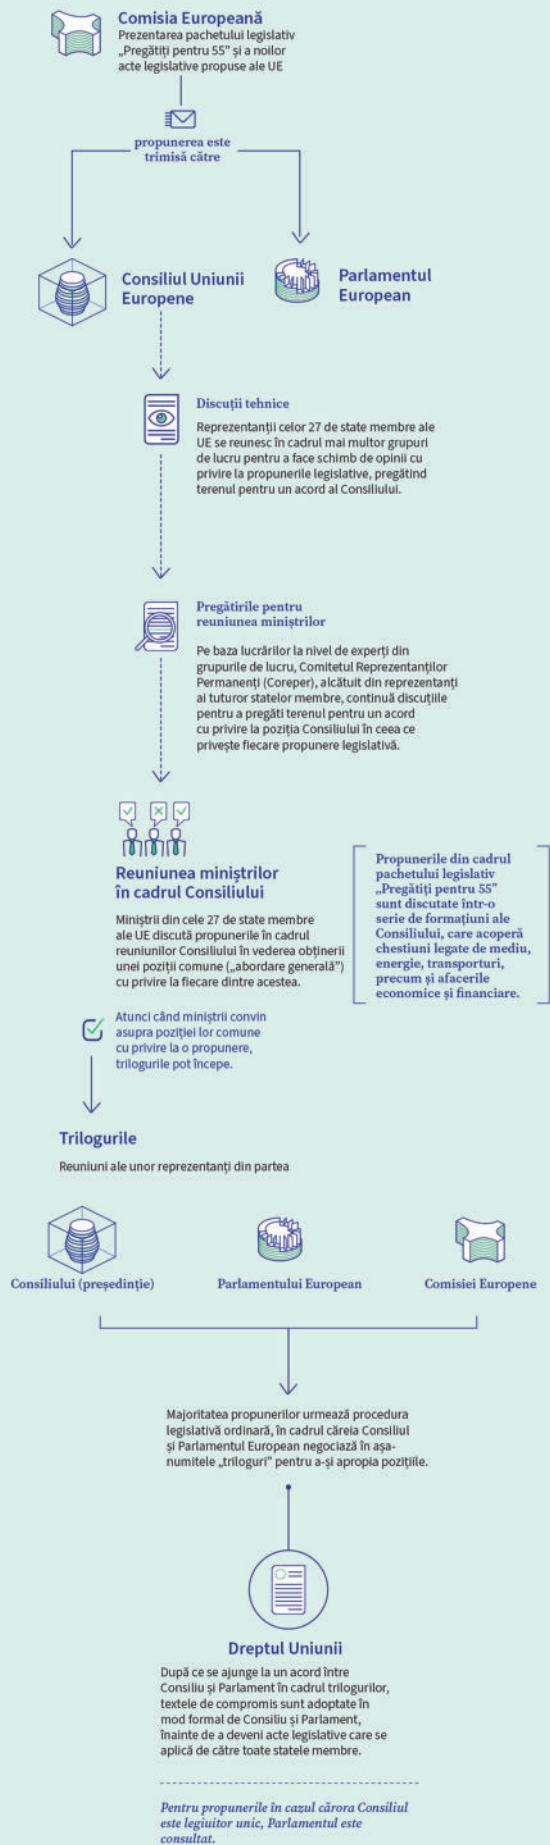 Comisia Europeană
Prezentarea pachetului legislativ
„Pregătiți pentru 55” și a noilor
acte legislative propuse ale UE
propunerea este
trimisă către
Consiliul Uniunii
Europene
Parlamentul
European
Discuții tehnice
Reprezentanții celor 27 de state membre ale
UE se reunesc în cadrul mai multor grupuri
de lucru pentru a face schimb de opinii cu
privire la propunerile legislative, pregătind
terenul pentru un acord al Consiliului.
Pregătirile pentru
reuniunea miniștrilor
Pe baza lucrărilor la nivel de experți din
grupurile de lucru, Comitetul Reprezentanților
Permanenți (Coreper), alcătuit din reprezentanți
ai tuturor statelor membre, continuă discuțiile
pentru a pregăti terenul pentru un acord
cu privire la poziția Consiliului în ceea ce
privește fiecare propunere legislativă.
Reuniunea miniștrilor
în cadrul Consiliului
Miniștrii din cele 27 de state membre
ale UE discută propunerile în cadrul
reuniunilor Consiliului în vederea obținerii
unei poziții comune („abordare generală”)
cu privire la fiecare dintre acestea.
Propunerile din cadrul
pachetului legislativ
„Pregătiți pentru 55”
sunt discutate într-o
serie de formațiuni ale
Consiliului, care acoperă
chestiuni legate de mediu,
energie, transporturi,
precum și afacerile
economice și financiare.
Atunci când miniștrii convin
asupra poziției lor comune
cu privire la o propunere,
trilogurile pot începe.
Trilogurile
Reuniuni ale unor reprezentanți din partea
Consiliului (președinție)
Parlamentului European
Comisiei Europene
Majoritatea propunerilor urmează procedura
legislativă ordinară, în cadrul căreia Consiliul
și Parlamentul European negociază în așa-
numitele „triloguri” pentru a-și apropia pozițiile.
Dreptul Uniunii
După ce se ajunge la un acord între
Consiliu și Parlament în cadrul trilogurilor,
textele de compromis sunt adoptate în
mod formal de Consiliu și Parlament,
înainte de a deveni acte legislative care se
aplică de către toate statele membre.
Pentru propunerile în cazul cărora Consiliul
este legiuitor unic, Parlamentul este
consultat.